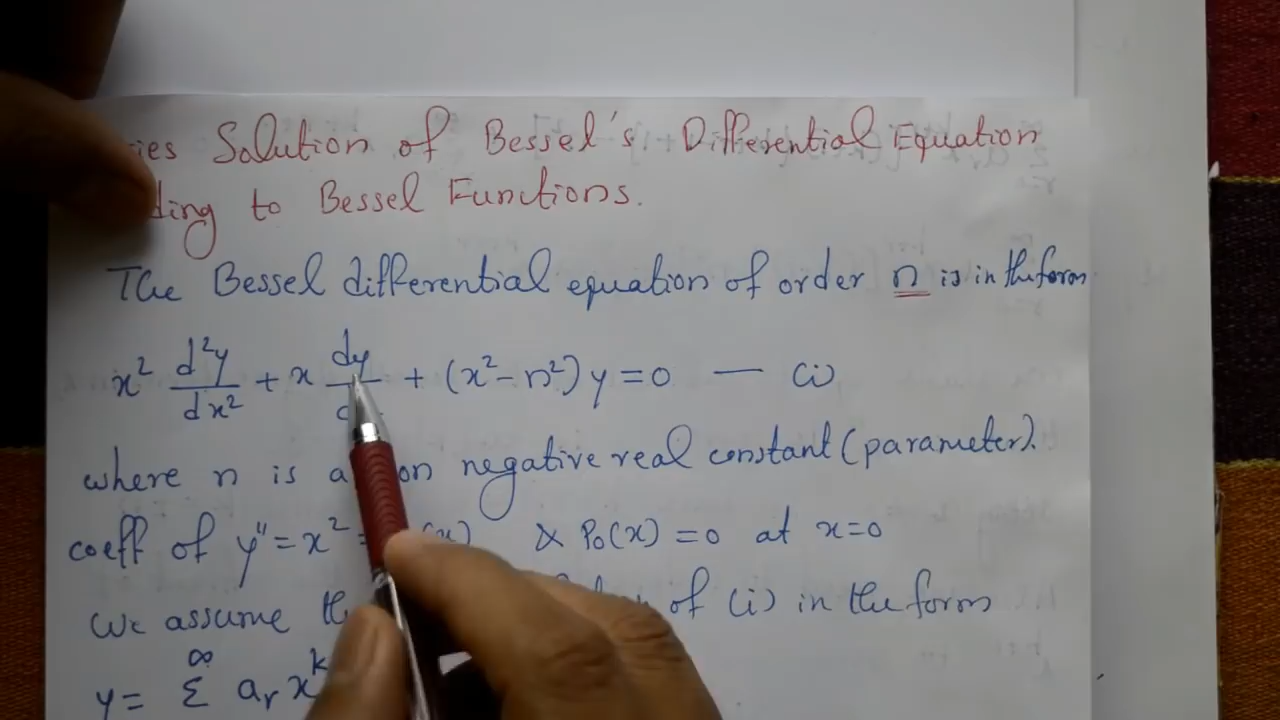 Solution of Bessel's Differential Equation
to Bessel Functions.
The Bessel differential equation of order n is in the form
x² d²y/dx² + x dy/ + (x² - n²) y = 0 — (i)
where n is a negative real constant (parameter).
coeff of y'' = x² = & P₀(x) = 0 at x = 0
We assume of (i) in the form
y = Σ^∞ aᵣ x^k